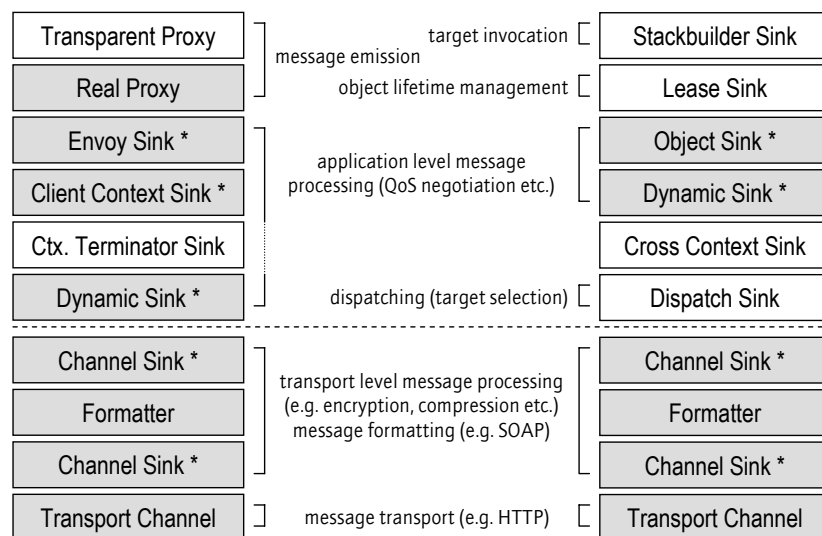 Transparent Proxy
Real Proxy
Envoy Sink *
Client Context Sink *
Ctx. Terminator Sink
Dynamic Sink *
Channel Sink *
Formatter
Channel Sink *
Transport Channel
message emission
target invocation
object lifetime management
application level message
processing (QoS negotiation etc.)
dispatching (target selection)
transport level message processing
(e.g. encryption, compression etc.)
message formatting (e.g. SOAP)
message transport (e.g. HTTP)
Stackbuilder Sink
Lease Sink
Object Sink *
Dynamic Sink *
Cross Context Sink
Dispatch Sink
Channel Sink *
Formatter
Channel Sink *
Transport Channel